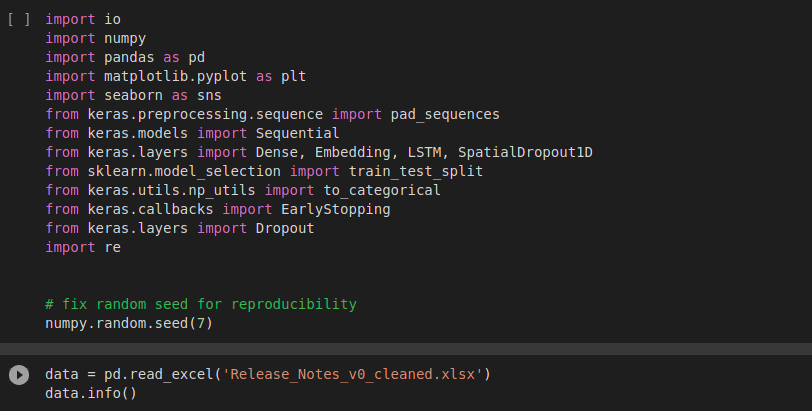 [ ] import io
import numpy
import pandas as pd
import matplotlib.pyplot as plt
import seaborn as sns
from keras.preprocessing.sequence import pad_sequences
from keras.models import Sequential
from keras.layers import Dense, Embedding, LSTM, SpatialDropout1D
from sklearn.model_selection import train_test_split
from keras.utils.np_utils import to_categorical
from keras.callbacks import EarlyStopping
from keras.layers import Dropout
import re
# fix random seed for reproducibility
numpy.random.seed(7)
data = pd.read_excel('Release_Notes_v0_cleaned.xlsx')
data.info()